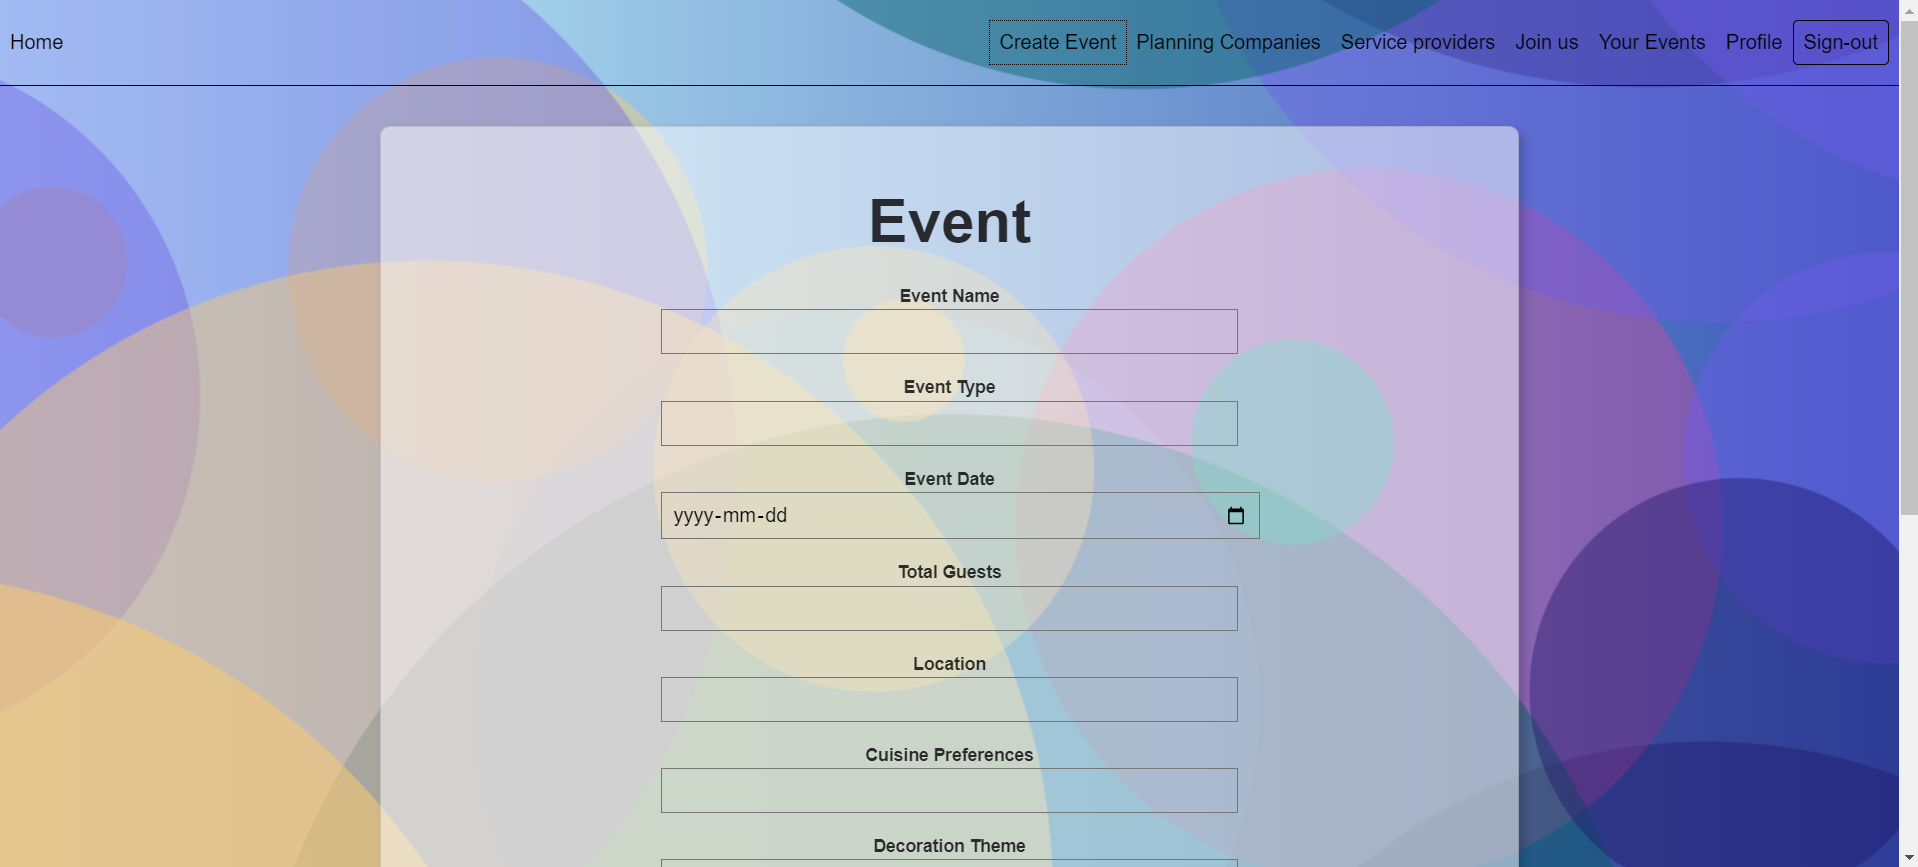 Home Create Event Planning Companies Service providers Join us Your Events Profile Sign-out
Event
Event Name
Event Type
Event Date
yyyy-mm-dd
Total Guests
Location
Cuisine Preferences
Decoration Theme